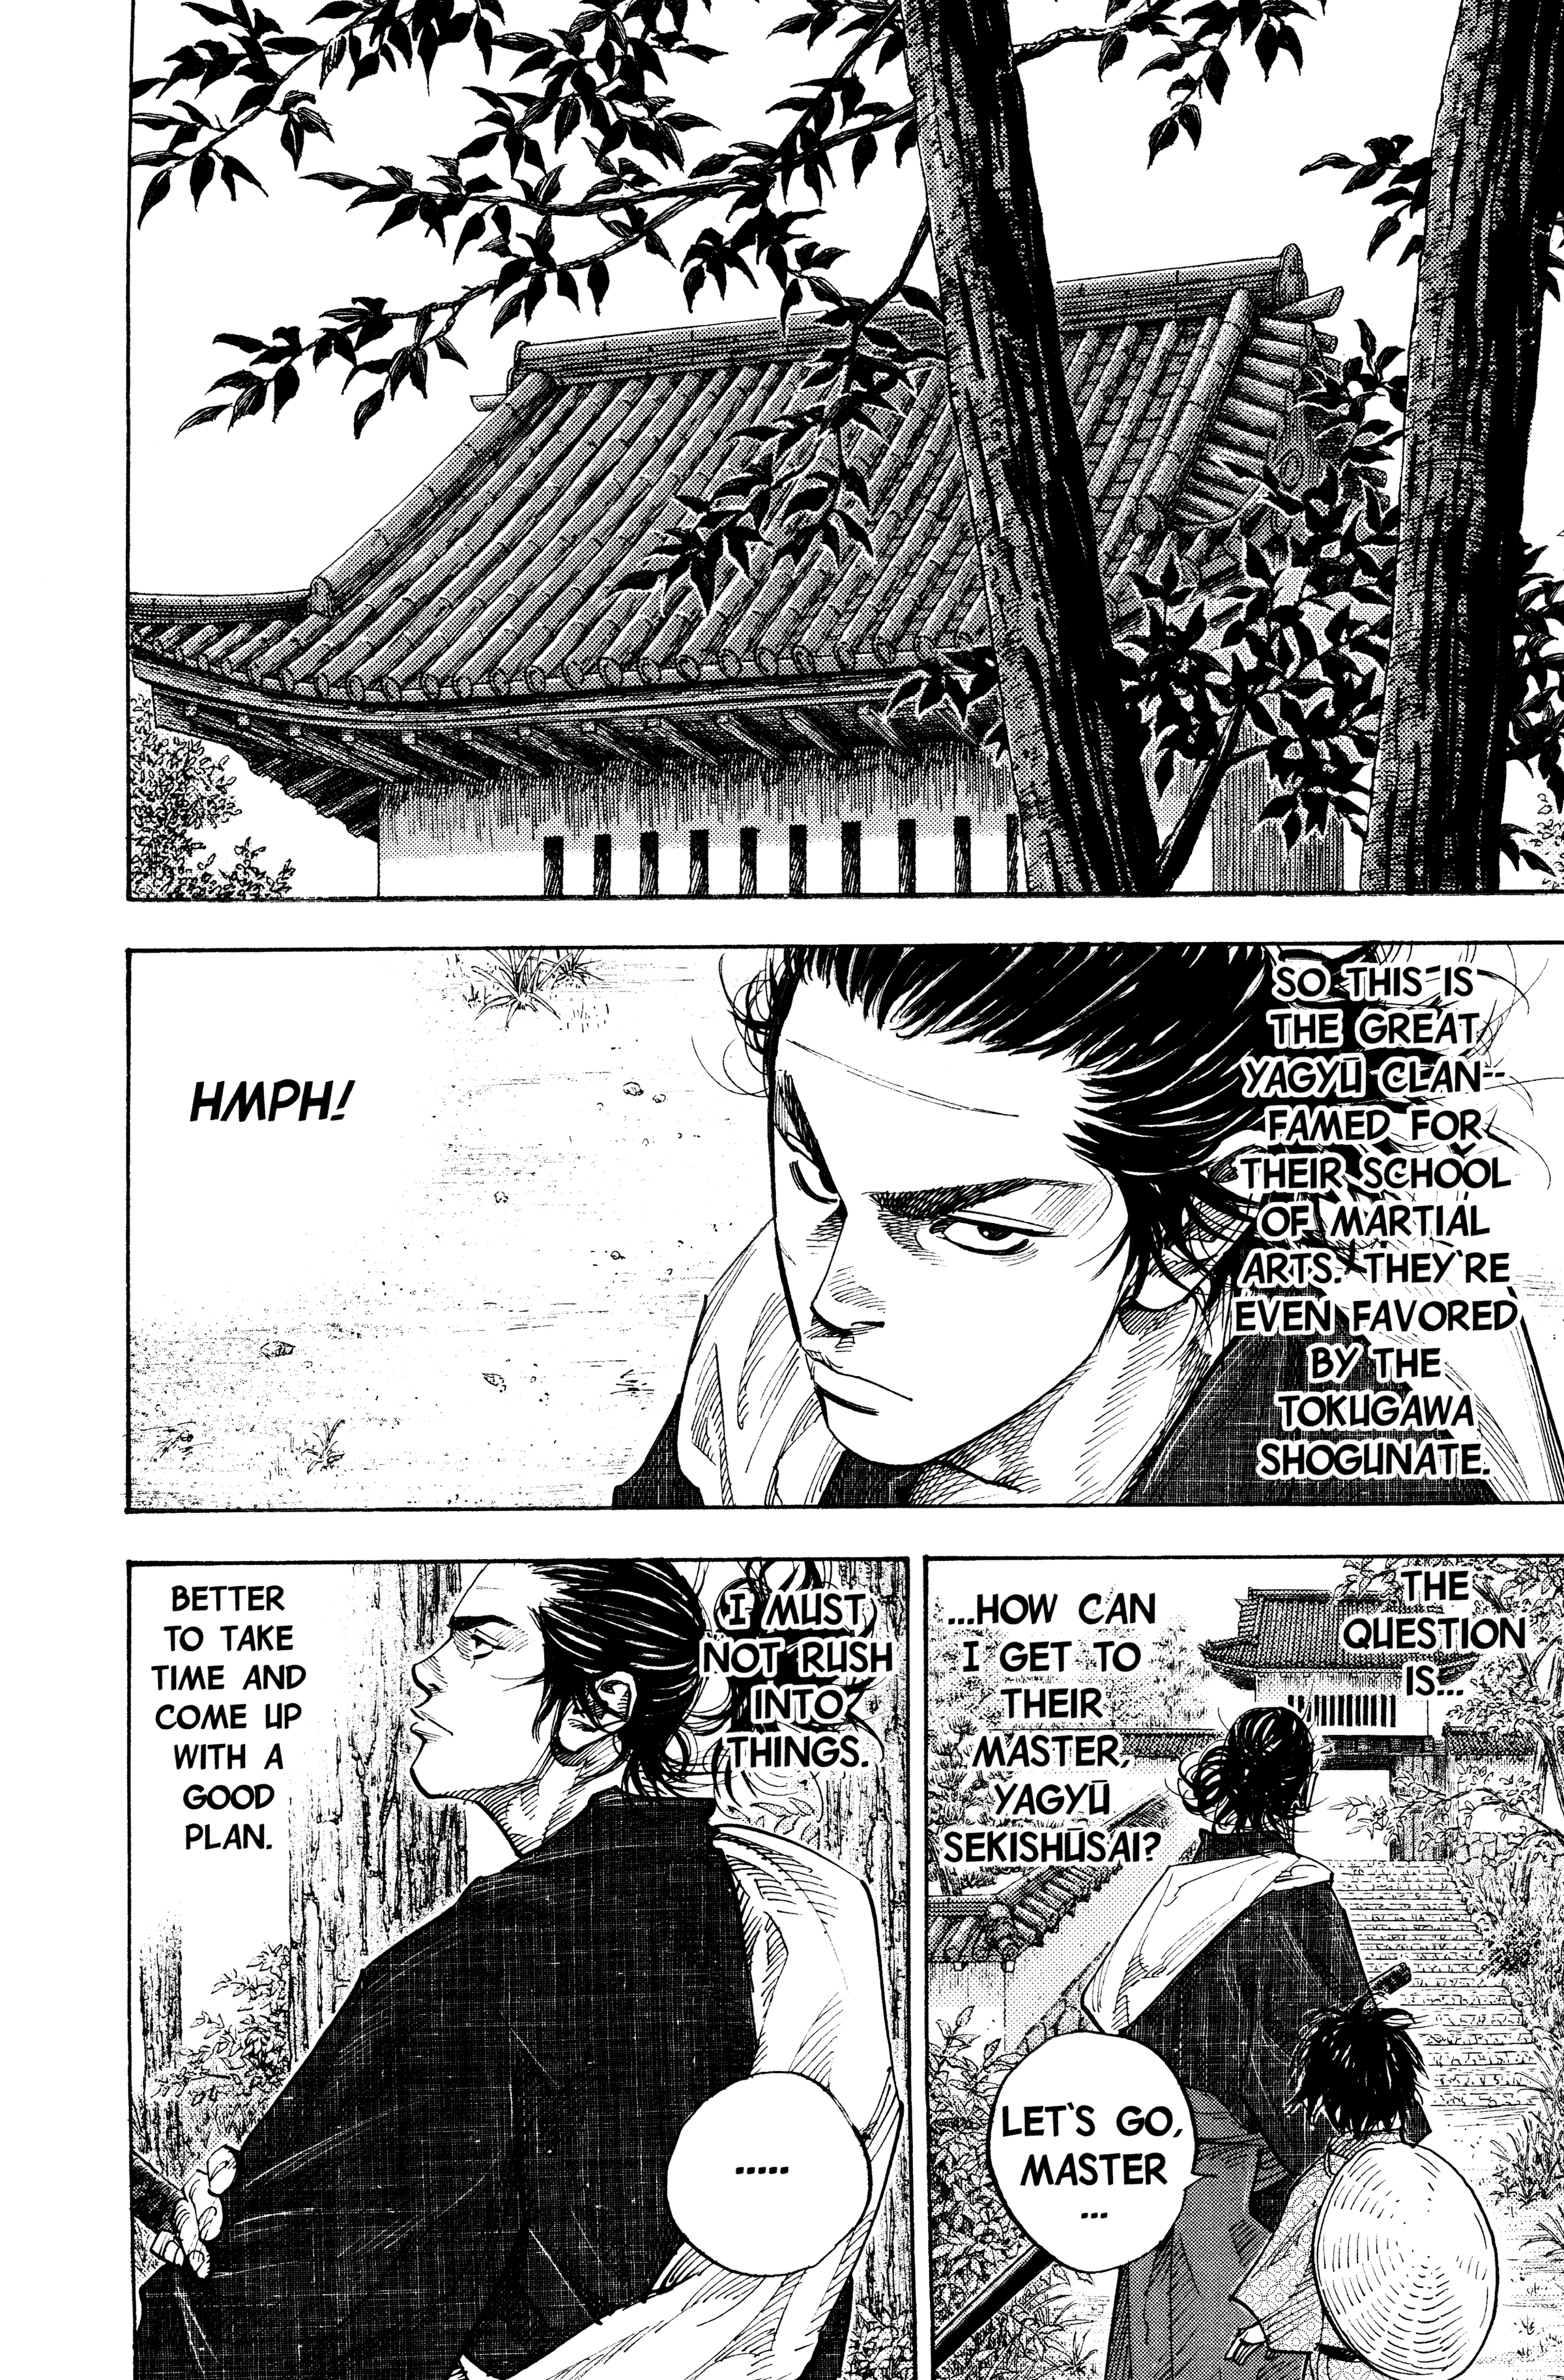 SO THIS IS
THE GREAT
YAGYŪ CLAN--
FAMED FOR
THEIR SCHOOL
OF MARTIAL
ARTS. THEY'RE
EVEN FAVORED
BY THE
TOKUGAWA
SHOGUNATE.
HMPH!
THE
QUESTION
IS...
...HOW CAN
I GET TO
THEIR
MASTER,
YAGYŪ
SEKISHŪSAI?
LET'S GO,
MASTER
...
I MUST
NOT RUSH
INTO
THINGS.
BETTER
TO TAKE
TIME AND
COME UP
WITH A
GOOD
PLAN.
.....